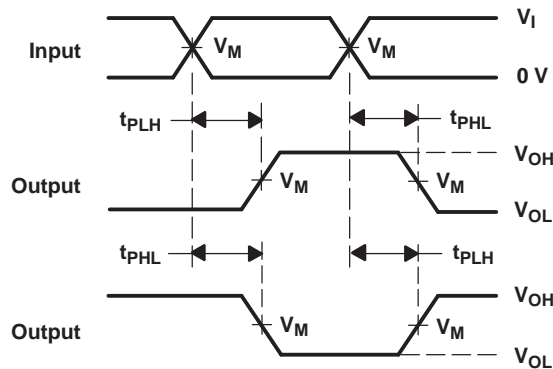 V_I
Input V_M V_M
0 V
t_PLH t_PHL
V_OH
Output V_M V_M
V_OL
t_PHL t_PLH
V_OH
Output V_M V_M
V_OL